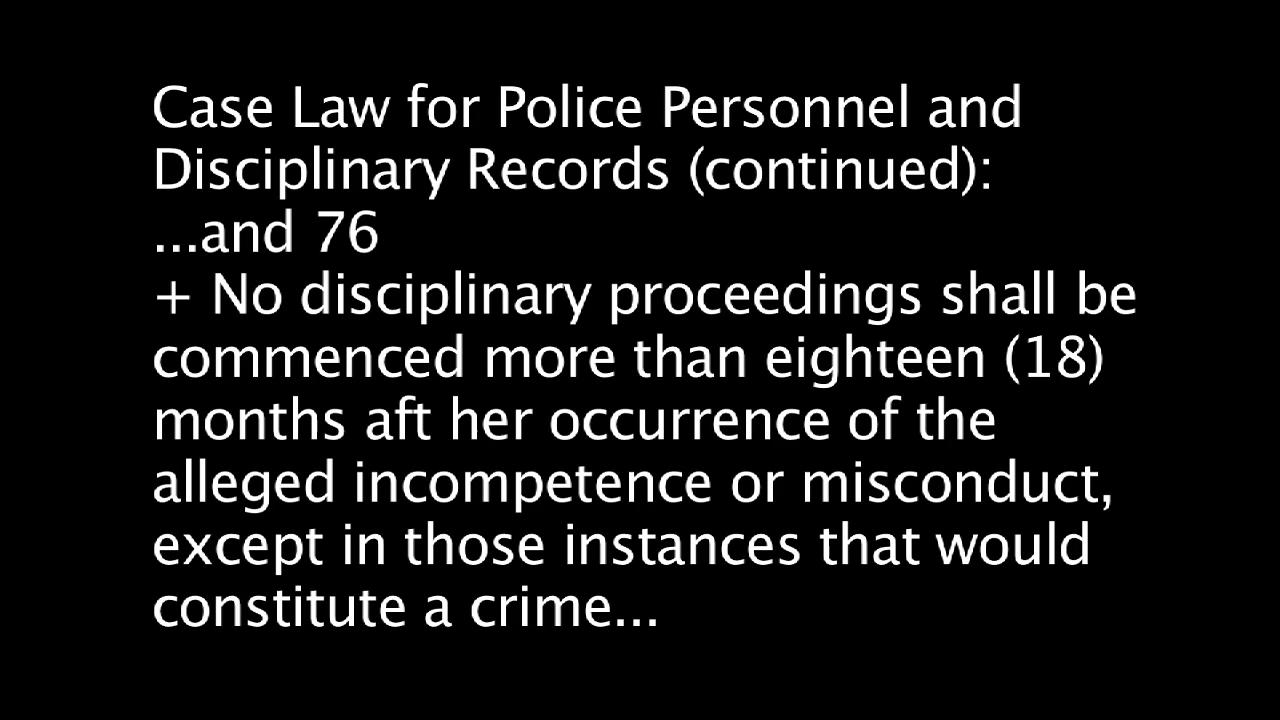 Case Law for Police Personnel and
Disciplinary Records (continued):
...and 76
+ No disciplinary proceedings shall be
commenced more than eighteen (18)
months aft her occurrence of the
alleged incompetence or misconduct,
except in those instances that would
constitute a crime...